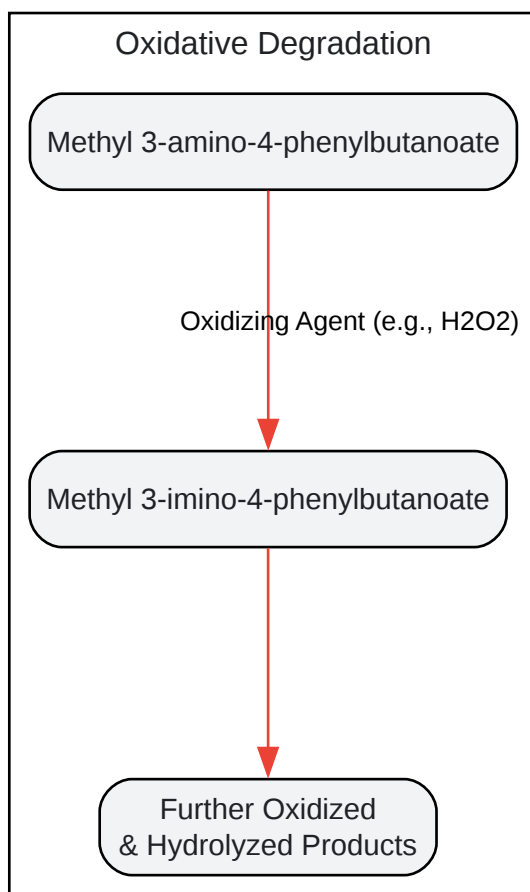 Oxidative Degradation
Methyl 3-amino-4-phenylbutanoate
Oxidizing Agent (e.g., H2O2)
Methyl 3-imino-4-phenylbutanoate
Further Oxidized
& Hydrolyzed Products